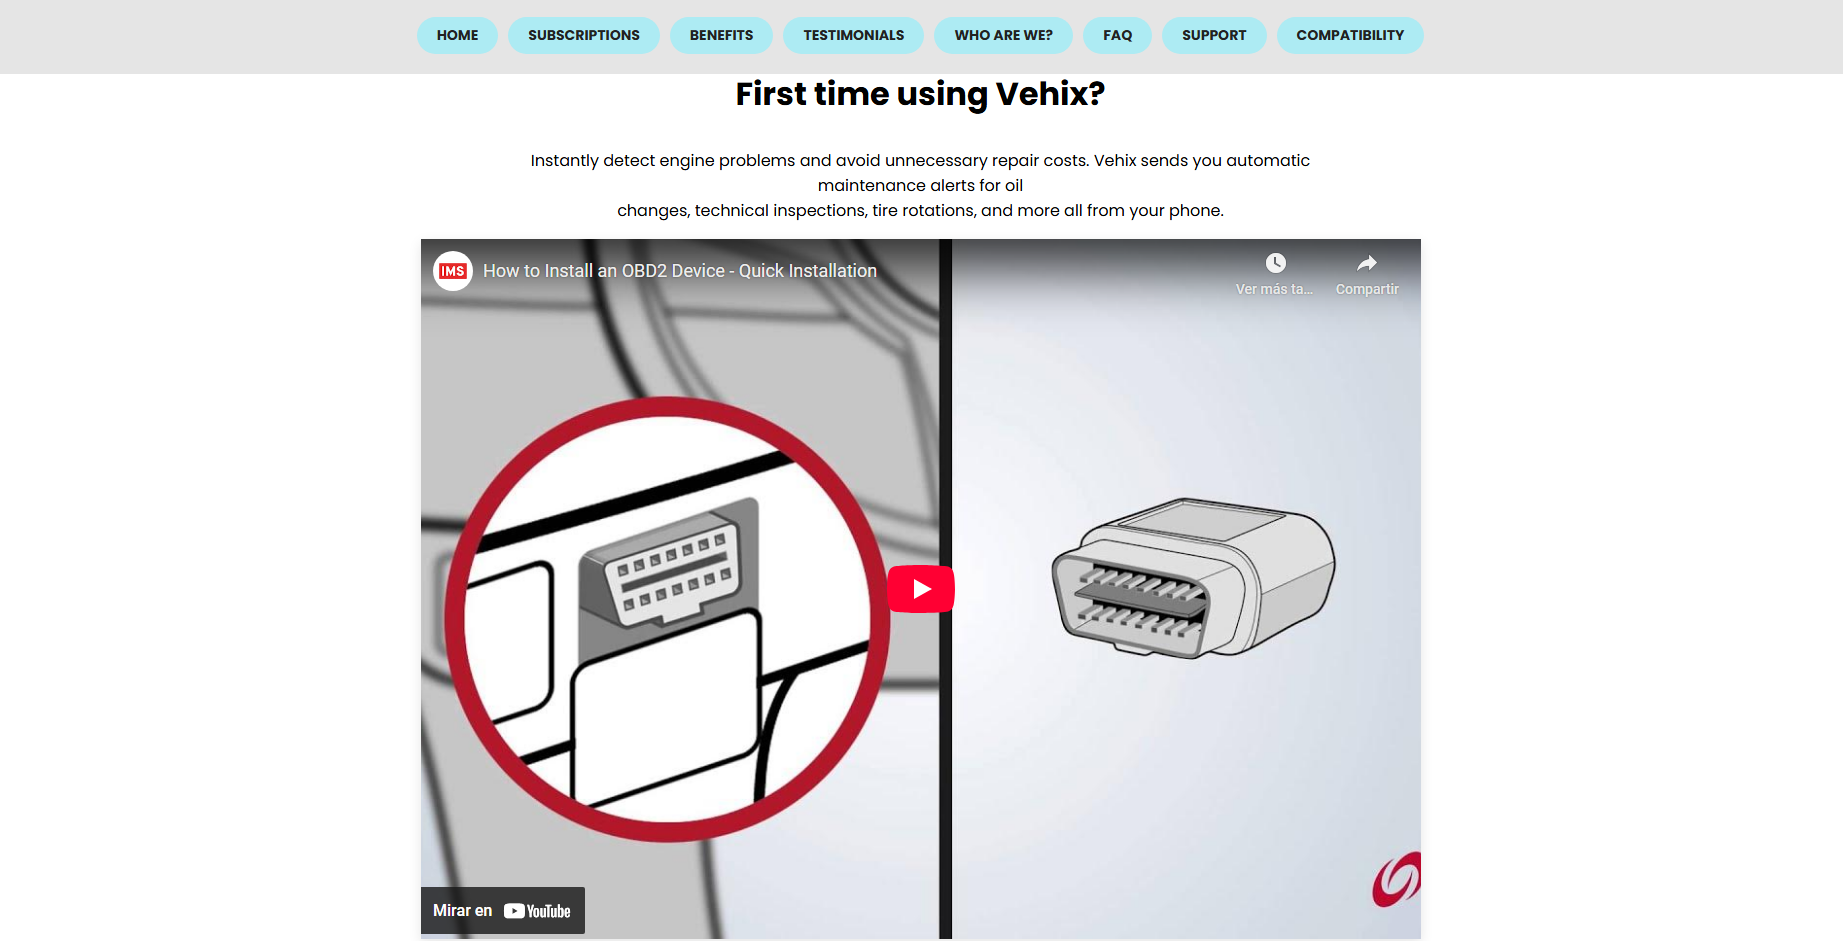 HOME SUBSCRIPTIONS BENEFITS TESTIMONIALS WHO ARE WE? FAQ SUPPORT COMPATIBILITY
First time using Vehix?
Instantly detect engine problems and avoid unnecessary repair costs. Vehix sends you automatic
maintenance alerts for oil
changes, technical inspections, tire rotations, and more all from your phone.
IMS How to Install an OBD2 Device - Quick Installation
Ver más ta... Compartir
Mirar en YouTube